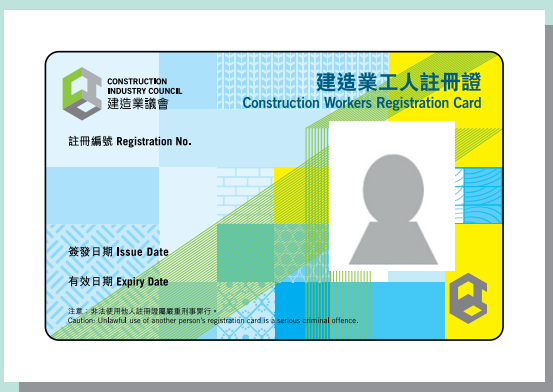 CONSTRUCTION
INDUSTRY COUNCIL
建造業議會
建造業工人註冊證
Construction Workers Registration Card
註冊編號 Registration No.
簽發日期 Issue Date
有效日期 Expiry Date
注意：非法使用他人註冊證屬嚴重刑事罪行。
Caution: Unlawful use of another person's registration card is a serious criminal offence.